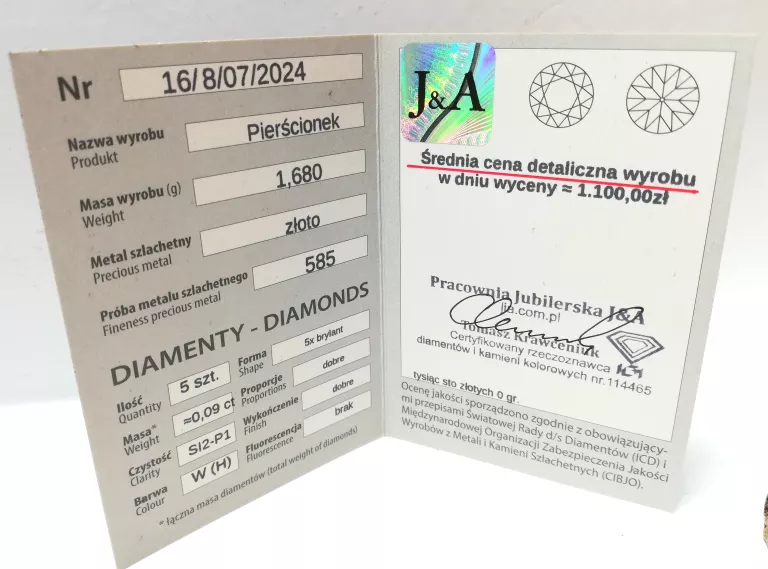 Nr 16/8/07/2024
Nazwa wyrobu Pierścionek
Produkt
Masa wyrobu (g) 1,680
Weight
Metal szlachetny złoto
Precious metal
Próba metalu szlachetnego 585
Fineness precious metal
DIAMENTY - DIAMONDS
Ilość 5 szt.
Quantity
Forma 5x brylant
Shape
Masa* ≈0,09 ct
Weight
Proporcje dobre
Proportions
Czystość SI2-P1
Clarity
Wykończenie dobre
Finish
Barwa W (H)
Colour
Fluorescencja brak
Fluorescence
* łączna masa diamentów (total weight of diamonds)
J&A
Średnia cena detaliczna wyrobu
w dniu wyceny ≈ 1.100,00zł
Pracownia Jubilerska J&A
jja.com.pl
Tomasz Krawceniuk
Certyfikowany rzeczoznawca
diamentów i kamieni kolorowych nr.114465
tysiąc sto złotych 0 gr.
Ocenę jakości sporządzono zgodnie z obowiązujący-
mi przepisami Światowej Rady d/s Diamentów (ICD) i
Międzynarodowej Organizacji Zabezpieczenia Jakości
Wyrobów z Metali i Kamieni Szlachetnych (CIBJO).